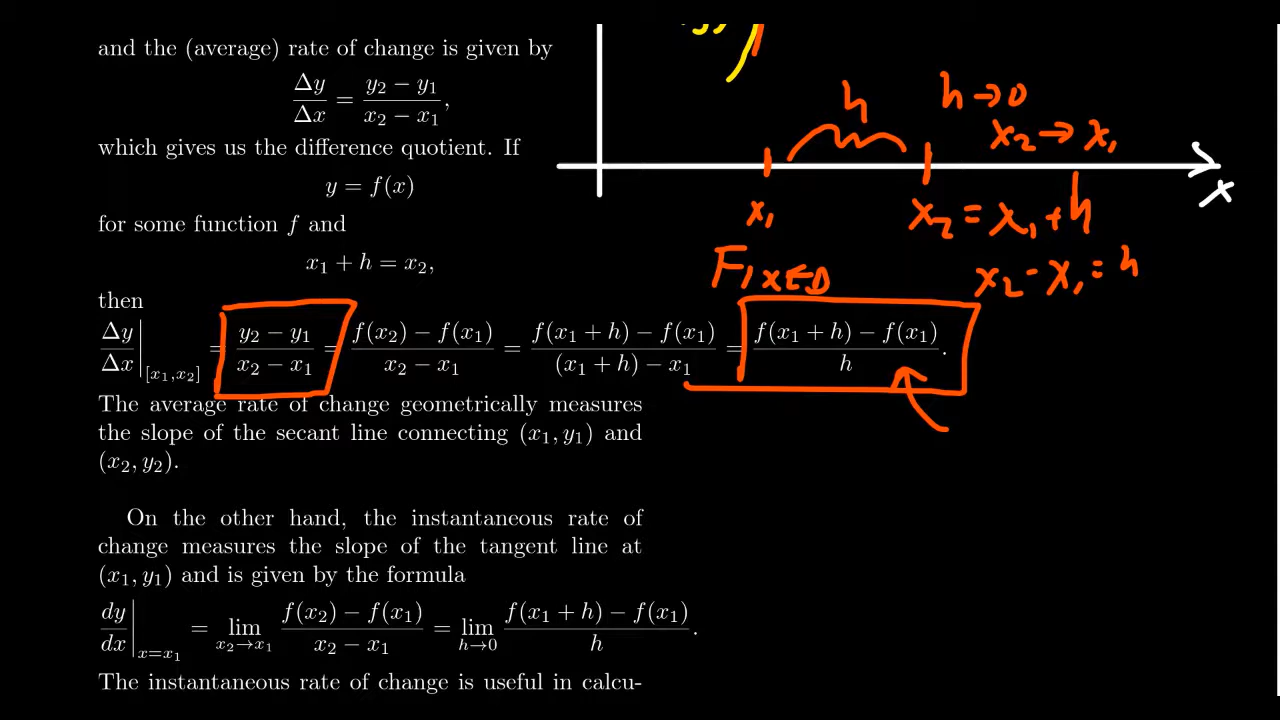 and the (average) rate of change is given by
Δy/Δx = (y₂ − y₁)/(x₂ − x₁),
which gives us the difference quotient. If
y = f(x)
for some function f and
x₁ + h = x₂,
then
Δy/Δx |[x₁,x₂] = (y₂ − y₁)/(x₂ − x₁) = (f(x₂) − f(x₁))/(x₂ − x₁) = (f(x₁ + h) − f(x₁))/((x₁ + h) − x₁) = (f(x₁ + h) − f(x₁))/h.
The average rate of change geometrically measures
the slope of the secant line connecting (x₁, y₁) and
(x₂, y₂).
On the other hand, the instantaneous rate of
change measures the slope of the tangent line at
(x₁, y₁) and is given by the formula
dy/dx |x=x₁ = lim x₂→x₁ (f(x₂) − f(x₁))/(x₂ − x₁) = lim h→0 (f(x₁ + h) − f(x₁))/h.
The instantaneous rate of change is useful in calcu-
h
h → 0
x₂ → x₁
x
x₁
x₂ = x₁ + h
FIXED
x₂ - x₁ = h